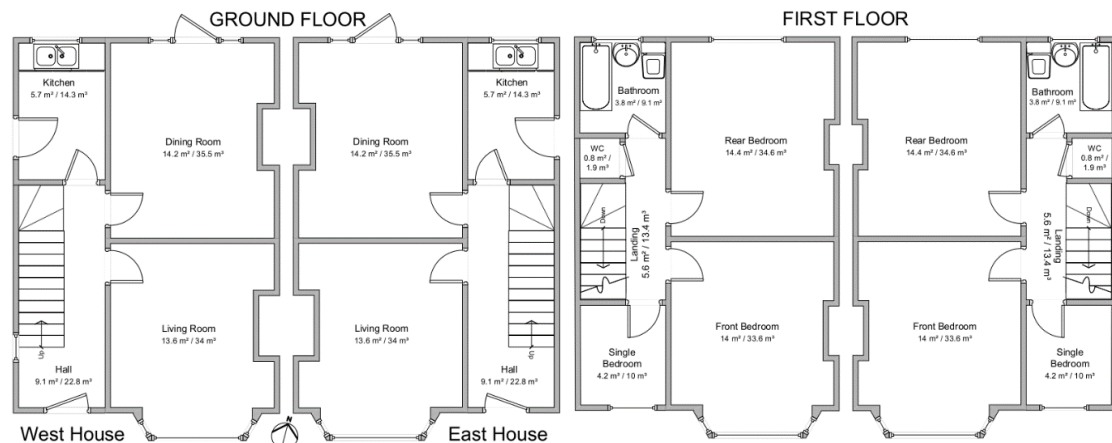 GROUND FLOOR
FIRST FLOOR
Kitchen
5.7 m² / 14.3 m³
Dining Room
14.2 m² / 35.5 m³
Living Room
13.6 m² / 34 m³
Up
Hall
9.1 m² / 22.8 m³
West House
N
Dining Room
14.2 m² / 35.5 m³
Kitchen
5.7 m² / 14.3 m³
Living Room
13.6 m² / 34 m³
Up
Hall
9.1 m² / 22.8 m³
East House
Bathroom
3.8 m² / 9.1 m³
WC
0.8 m² /
1.9 m³
Rear Bedroom
14.4 m² / 34.6 m³
Down
Landing
5.6 m² / 13.4 m³
Front Bedroom
14 m² / 33.6 m³
Single
Bedroom
4.2 m² / 10 m³
Bathroom
3.8 m² / 9.1 m³
Rear Bedroom
14.4 m² / 34.6 m³
WC
0.8 m² /
1.9 m³
Down
Landing
5.6 m² / 13.4 m³
Front Bedroom
14 m² / 33.6 m³
Single
Bedroom
4.2 m² / 10 m³